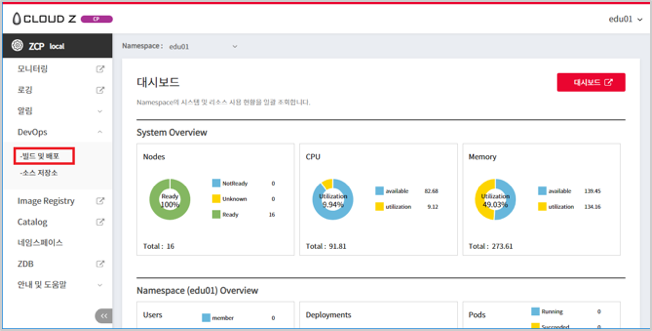 CLOUD Z CP
edu01
ZCP local
Namespace : edu01
모니터링
로깅
알림
DevOps
-빌드 및 배포
-소스 저장소
Image Registry
Catalog
네임스페이스
ZDB
안내 및 도움말
대시보드
대시보드
Namespace의 시스템 및 리소스 사용 현황을 일괄 조회합니다.
System Overview
Nodes
Ready
100%
NotReady 0
Unknown 0
Ready 16
Total : 16
CPU
Utilization
9.94%
available 82.68
utilization 9.12
Total : 91.81
Memory
Utilization
49.03%
available 139.45
utilization 134.16
Total : 273.61
Namespace (edu01) Overview
Users
member 0
Deployments
Pods
Running 0
Succeeded 0